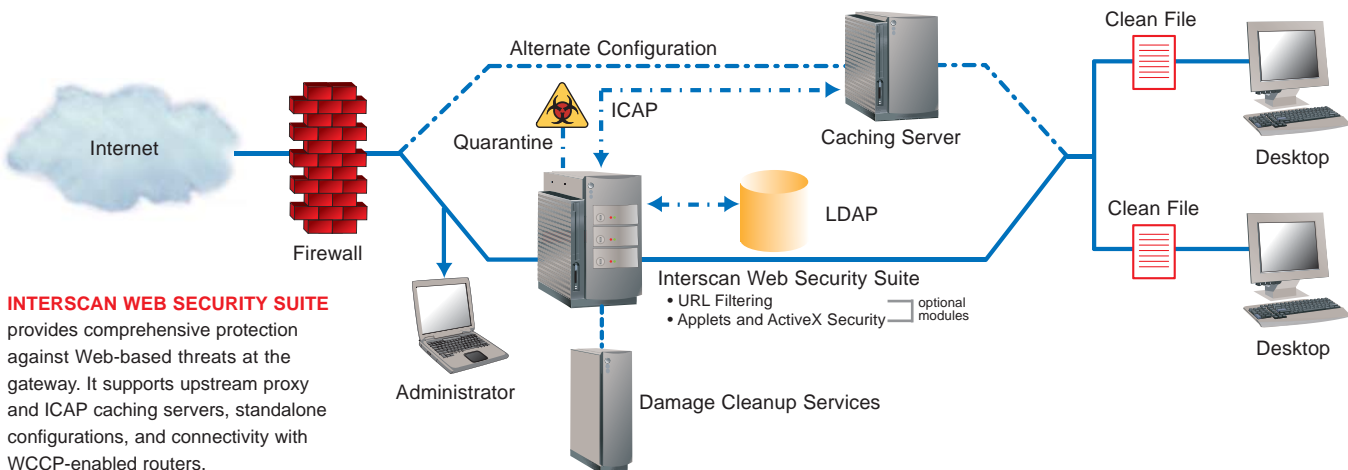 Clean File
Alternate Configuration
ICAP
Quarantine
Internet
Caching Server
Desktop
Clean File
LDAP
Firewall
Interscan Web Security Suite
• URL Filtering
• Applets and ActiveX Security
optional
modules
INTERSCAN WEB SECURITY SUITE
provides comprehensive protection
against Web-based threats at the
gateway. It supports upstream proxy
and ICAP caching servers, standalone
configurations, and connectivity with
WCCP-enabled routers.
Administrator
Damage Cleanup Services
Desktop